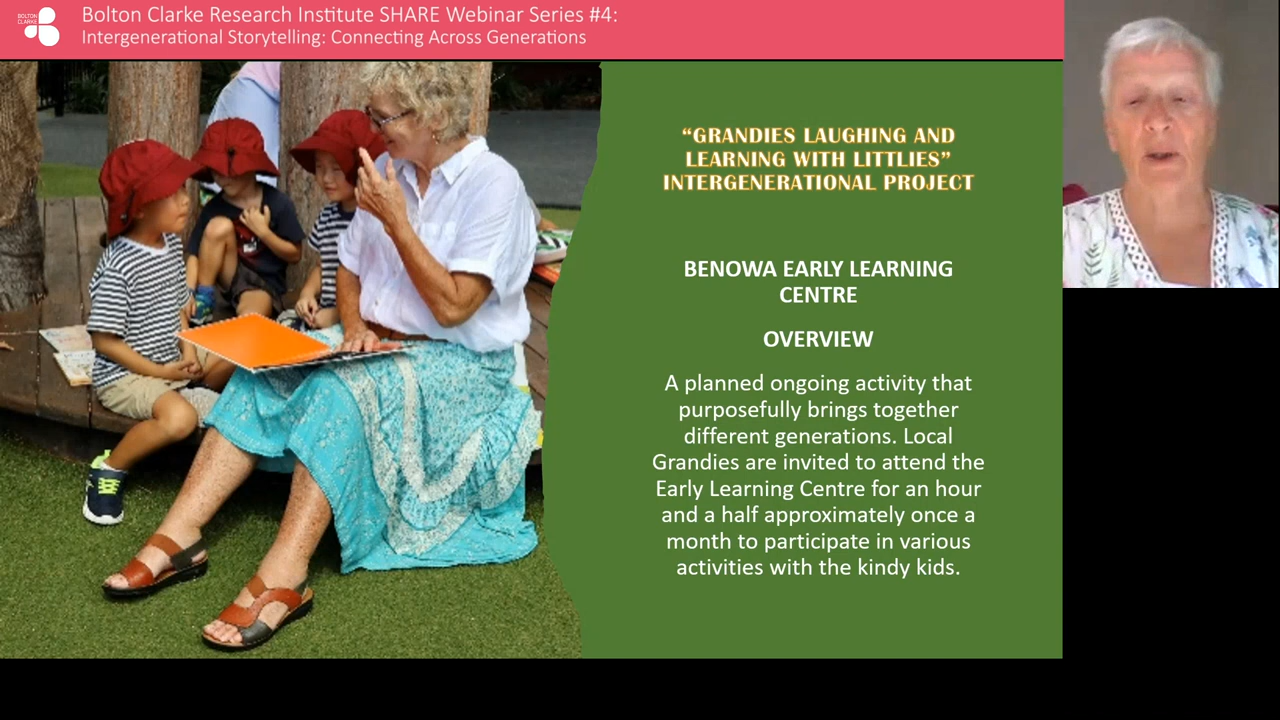 BOLTON
CLARKE
Bolton Clarke Research Institute SHARE Webinar Series #4:
Intergenerational Storytelling: Connecting Across Generations
“GRANDIES LAUGHING AND
LEARNING WITH LITTLIES”
INTERGENERATIONAL PROJECT
BENOWA EARLY LEARNING
CENTRE
OVERVIEW
A planned ongoing activity that
purposefully brings together
different generations. Local
Grandies are invited to attend the
Early Learning Centre for an hour
and a half approximately once a
month to participate in various
activities with the kindy kids.